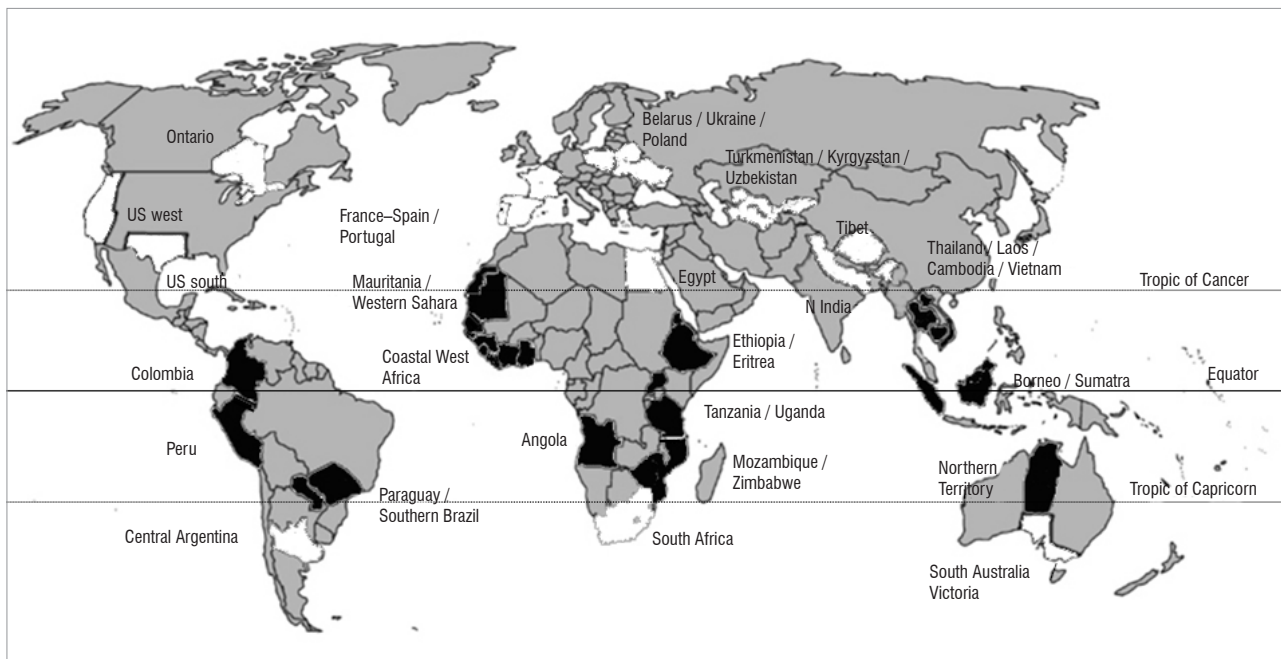 Belarus / Ukraine /
Poland
Ontario
Turkmenistan / Kyrgyzstan /
Uzbekistan
US west
France–Spain /
Portugal
Tibet
Thailand / Laos /
Cambodia / Vietnam
US south
Mauritania /
Western Sahara
Egypt
Tropic of Cancer
N India
Ethiopia /
Eritrea
Coastal West
Africa
Colombia
Equator
Borneo / Sumatra
Tanzania / Uganda
Angola
Peru
Mozambique /
Zimbabwe
Northern
Territory
Tropic of Capricorn
Paraguay /
Southern Brazil
Central Argentina
South Africa
South Australia
Victoria